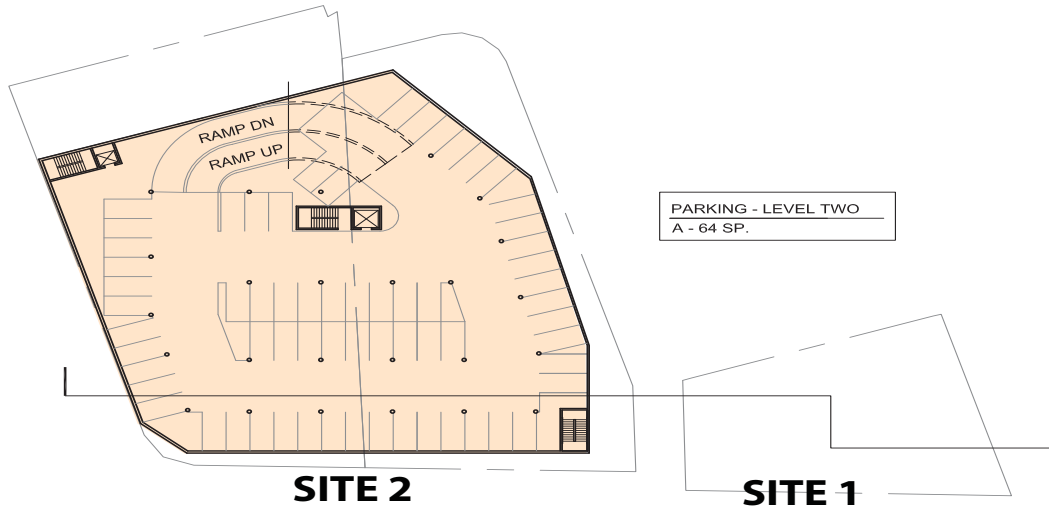 RAMP DN
RAMP UP
PARKING - LEVEL TWO
A - 64 SP.
SITE 2
SITE 1